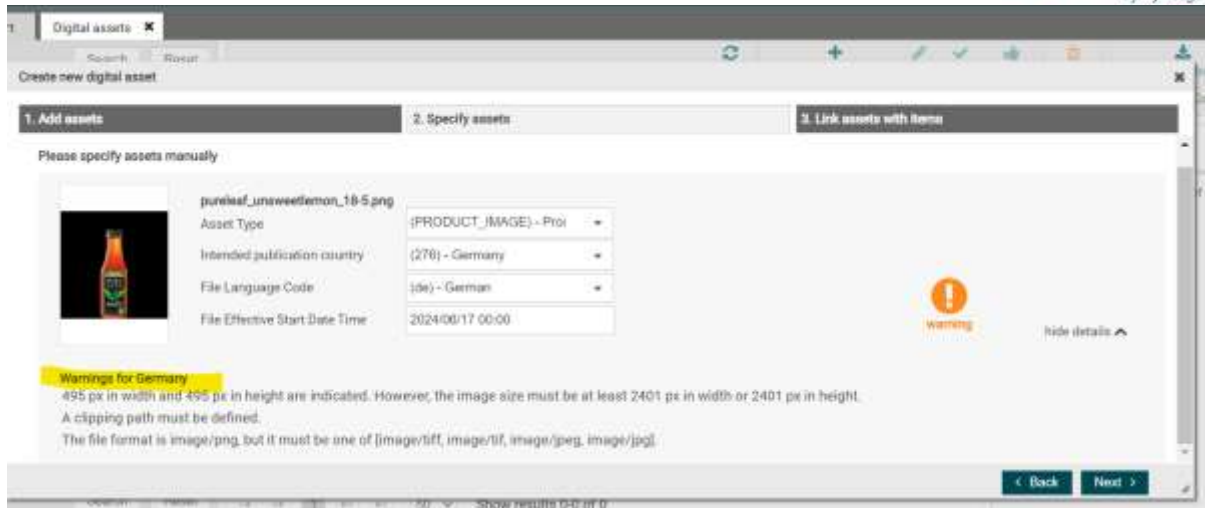 Digital assets ✖
Search Reset
Create new digital asset
1. Add assets
2. Specify assets
3. Link assets with items
Please specify assets manually
pureleaf_unsweetlemon_18-5.png
Asset Type
(PRODUCT_IMAGE) - Proi
Intended publication country
(276) - Germany
File Language Code
(de) - German
File Effective Start Date Time
2024/06/17 00:00
warning
hide details
Warnings for Germany
495 px in width and 495 px in height are indicated. However, the image size must be at least 2401 px in width or 2401 px in height.
A clipping path must be defined.
The file format is image/png, but it must be one of [image/tiff, image/tif, image/jpeg, image/jpg].
< Back
Next >
50
Show results 0-0 of 0